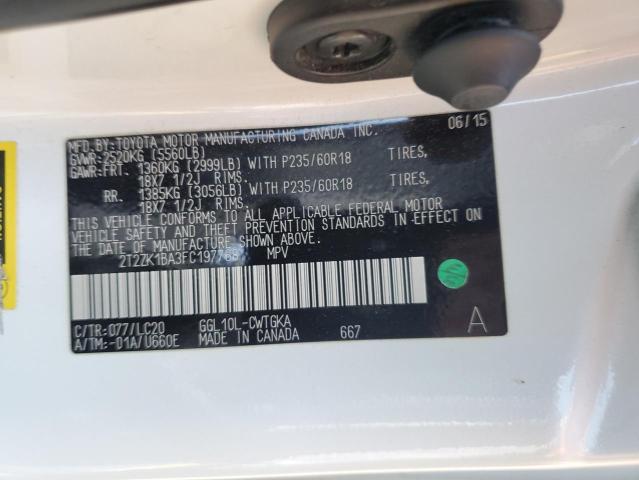 MFD. BY:TOYOTA MOTOR MANUFACTURING CANADA INC. 06/15
GVWR:2520KG (5560LB)
GAWR:FRT. 1360KG (2999LB) WITH P235/60R18 TIRES,
18X7 1/2J RIMS.
RR. 1385KG (3056LB) WITH P235/60R18 TIRES,
18X7 1/2J RIMS.
THIS VEHICLE CONFORMS TO ALL APPLICABLE FEDERAL MOTOR
VEHICLE SAFETY AND THEFT PREVENTION STANDARDS IN EFFECT ON
THE DATE OF MANUFACTURE SHOWN ABOVE.
MPV
C/TR:077/LC20 GGL10L-CWTGKA
A/TM:-01A/U660E MADE IN CANADA 667
A